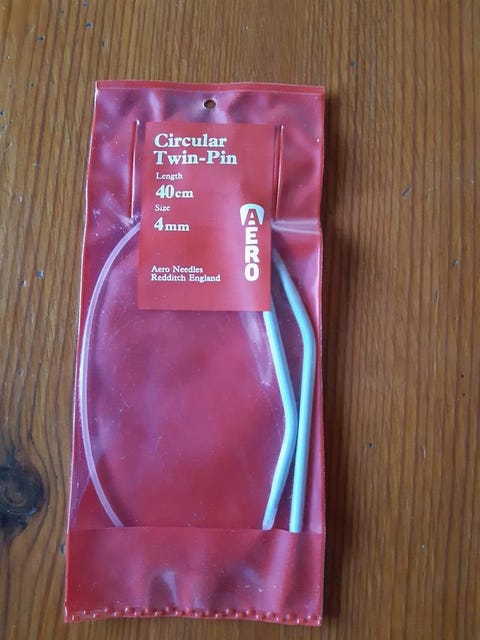 Circular
Twin-Pin
Length
40cm
Size
4mm
AERO
Aero Needles
Redditch England